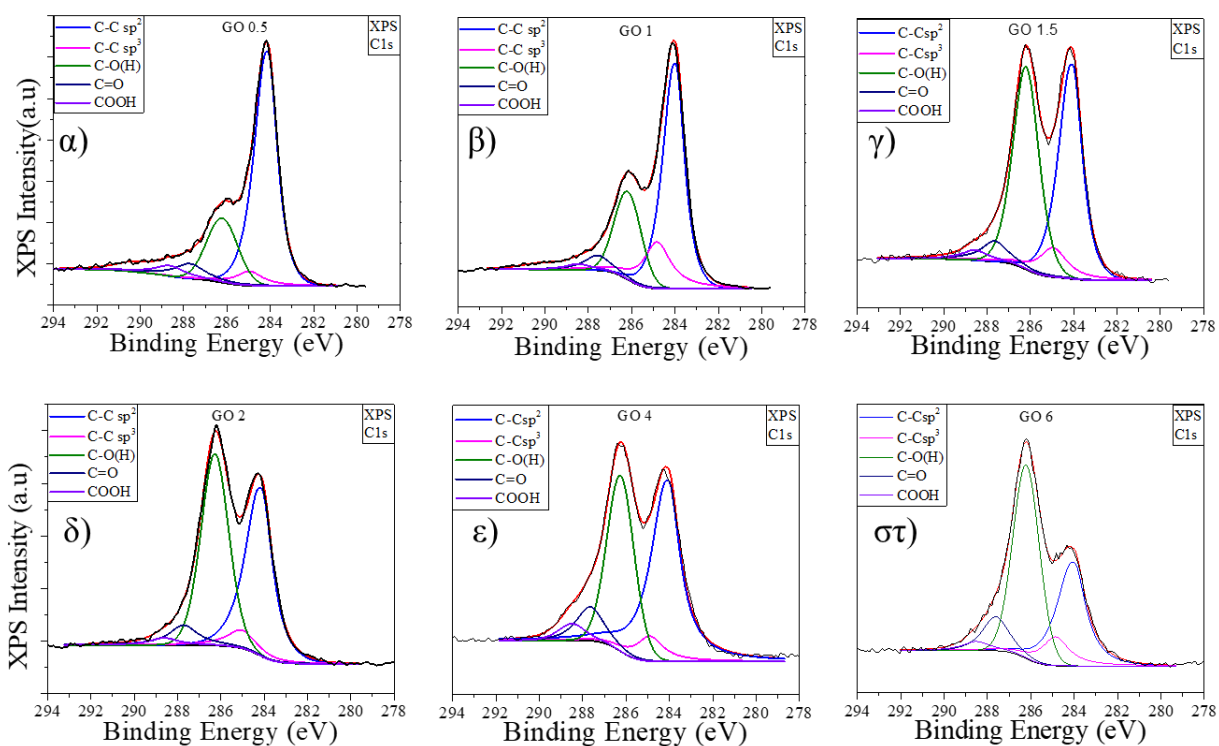 GO 0.5
XPS
C1s
C-C sp²
C-C sp³
C-O(H)
C=O
COOH
α)
XPS Intensity(a.u)
294 292 290 288 286 284 282 280 278
Binding Energy (eV)
GO 1
XPS
C1s
C-C sp²
C-C sp³
C-O(H)
C=O
COOH
β)
294 292 290 288 286 284 282 280 278
Binding Energy (eV)
GO 1.5
XPS
C1s
C-Csp²
C-Csp³
C-O(H)
C=O
COOH
γ)
294 292 290 288 286 284 282 280 278
Binding Energy (eV)
GO 2
XPS
C1s
C-C sp²
C-C sp³
C-O(H)
C=O
COOH
δ)
XPS Intensity (a.u)
294 292 290 288 286 284 282 280 278
Binding Energy (eV)
GO 4
XPS
C1s
C-Csp²
C-Csp³
C-O(H)
C=O
COOH
ε)
294 292 290 288 286 284 282 280 278
Binding Energy (eV)
GO 6
XPS
C1s
C-Csp²
C-Csp³
C-O(H)
C=O
COOH
στ)
294 292 290 288 286 284 282 280 278
Binding Energy (eV)